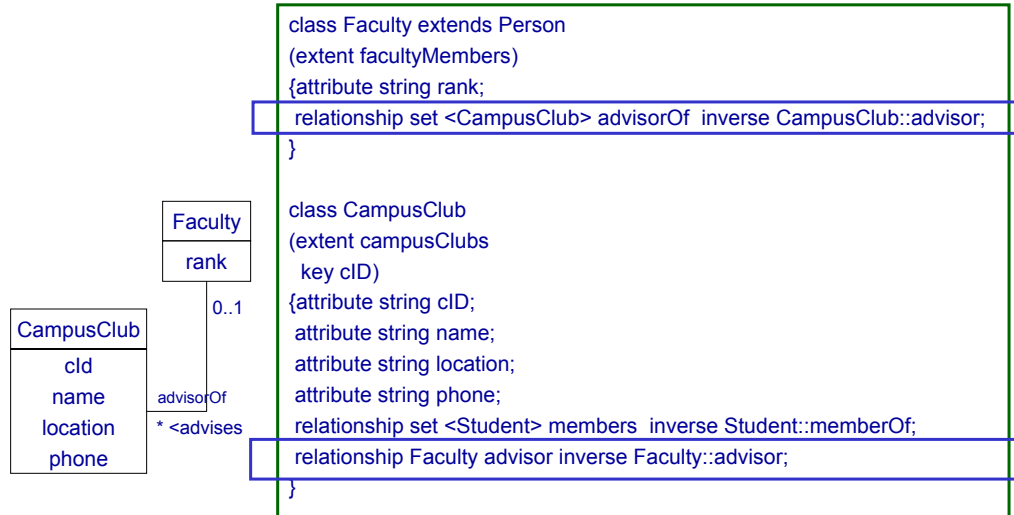 class Faculty extends Person
(extent facultyMembers)
{attribute string rank;
relationship set <CampusClub> advisorOf inverse CampusClub::advisor;
}
class CampusClub
(extent campusClubs
key cID)
{attribute string cID;
attribute string name;
attribute string location;
attribute string phone;
relationship set <Student> members inverse Student::memberOf;
relationship Faculty advisor inverse Faculty::advisor;
}
Faculty
rank
0..1
CampusClub
cId
name
location
phone
advisorOf
* <advises